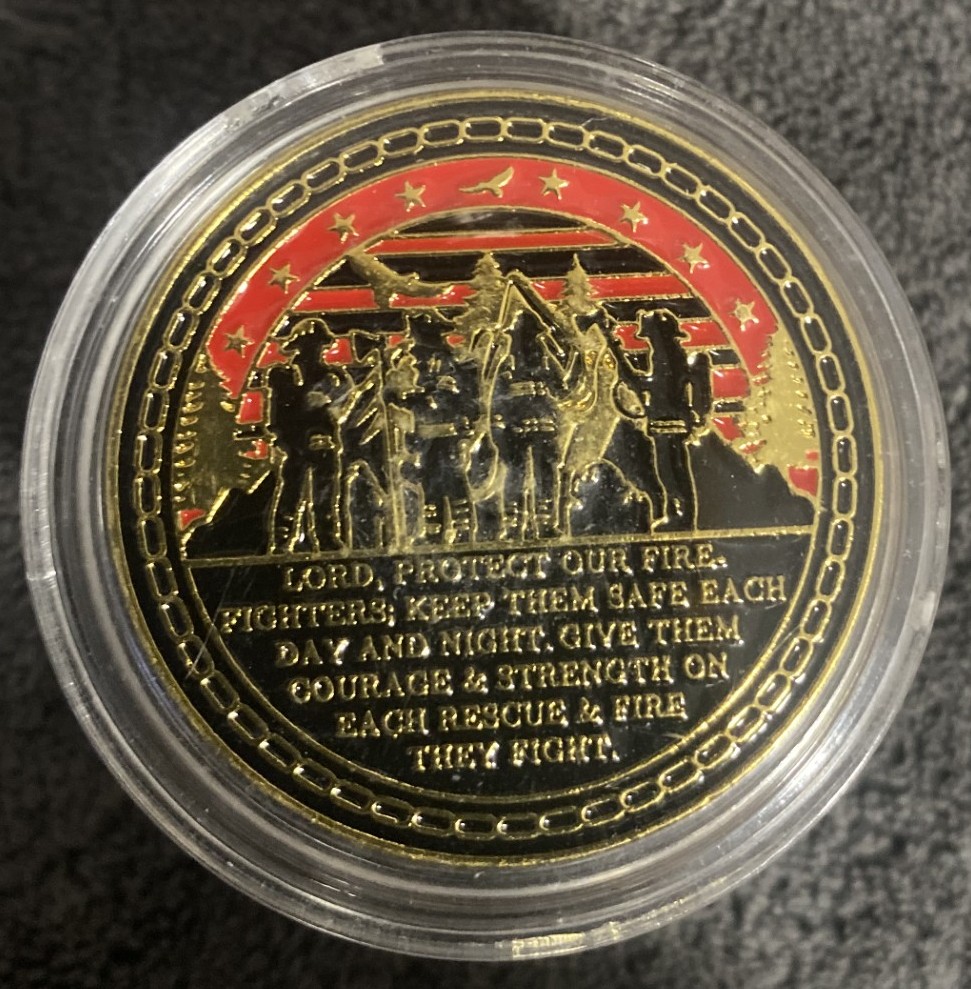 LORD, PROTECT OUR FIRE-
FIGHTERS; KEEP THEM SAFE EACH
DAY AND NIGHT. GIVE THEM
COURAGE & STRENGTH ON
EACH RESCUE & FIRE
THEY FIGHT.